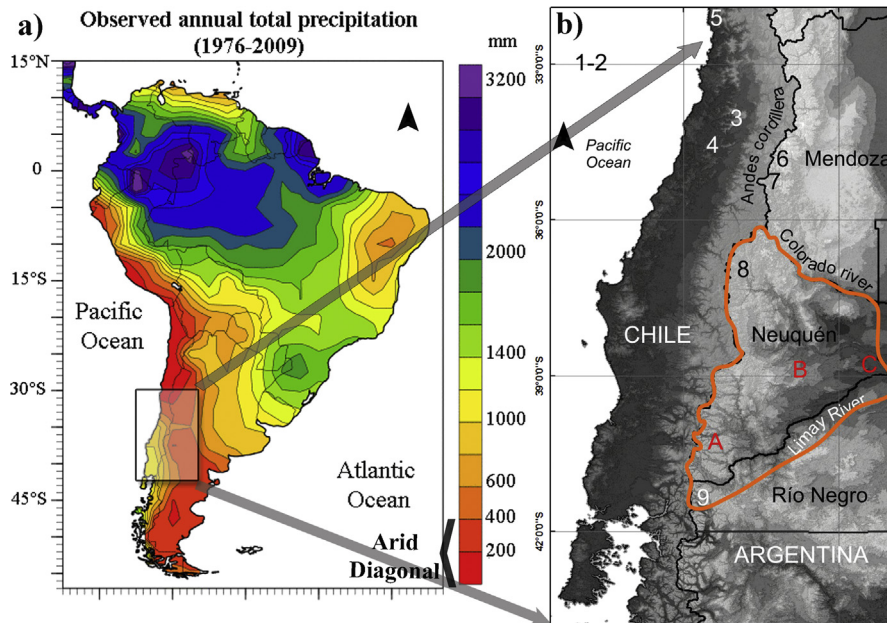 a)
Observed annual total precipitation
(1976-2009)
mm
3200
2000
1400
1000
600
400
200
15°N
0
15°S
30°S
45°S
Pacific
Ocean
Atlantic
Ocean
Arid
Diagonal
b)
5
33°0'0"S
1-2
3
4
Pacific
Ocean
Andes cordillera
6
7
Mendoza
36°0'0"S
Colorado river
8
CHILE
Neuquén
B
C
39°0'0"S
A
Limay River
9
Río Negro
42°0'0"S
ARGENTINA